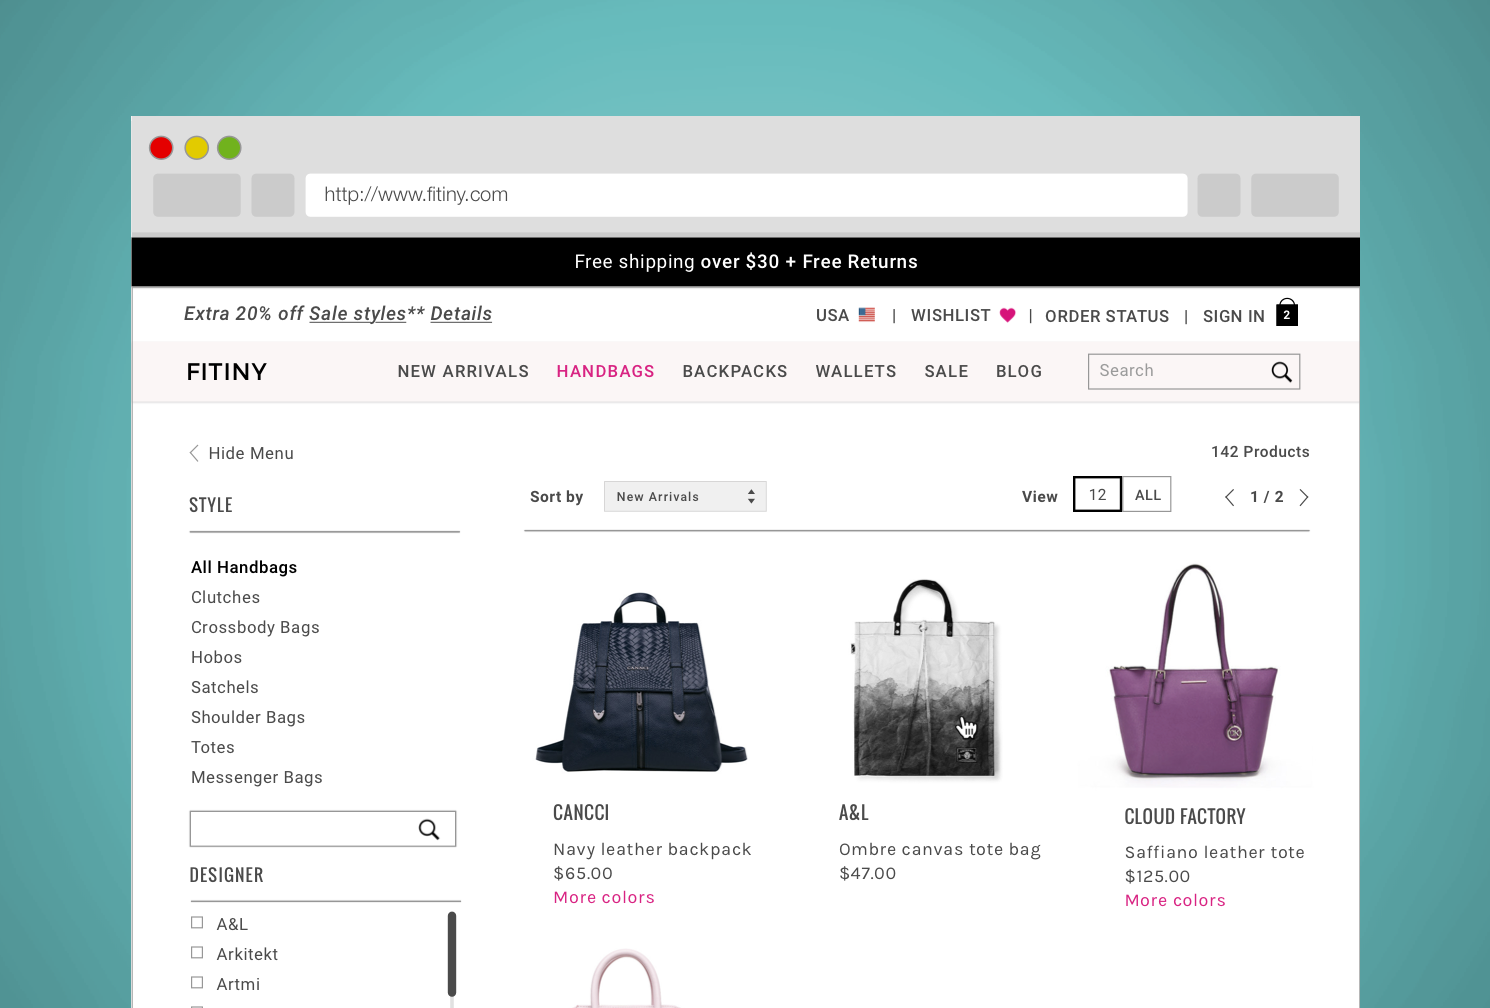 http://www.fitiny.com
Free shipping over $30 + Free Returns
Extra 20% off Sale styles** Details
USA | WISHLIST | ORDER STATUS | SIGN IN 2
FITINY
NEW ARRIVALS HANDBAGS BACKPACKS WALLETS SALE BLOG
Search
Hide Menu
142 Products
STYLE
Sort by New Arrivals
View 12 ALL
1 / 2
All Handbags
Clutches
Crossbody Bags
Hobos
Satchels
Shoulder Bags
Totes
Messenger Bags
DESIGNER
A&L
Arkitekt
Artmi
CANCCI
CANCCI
Navy leather backpack
$65.00
More colors
A&L
Ombre canvas tote bag
$47.00
CLOUD FACTORY
Saffiano leather tote
$125.00
More colors